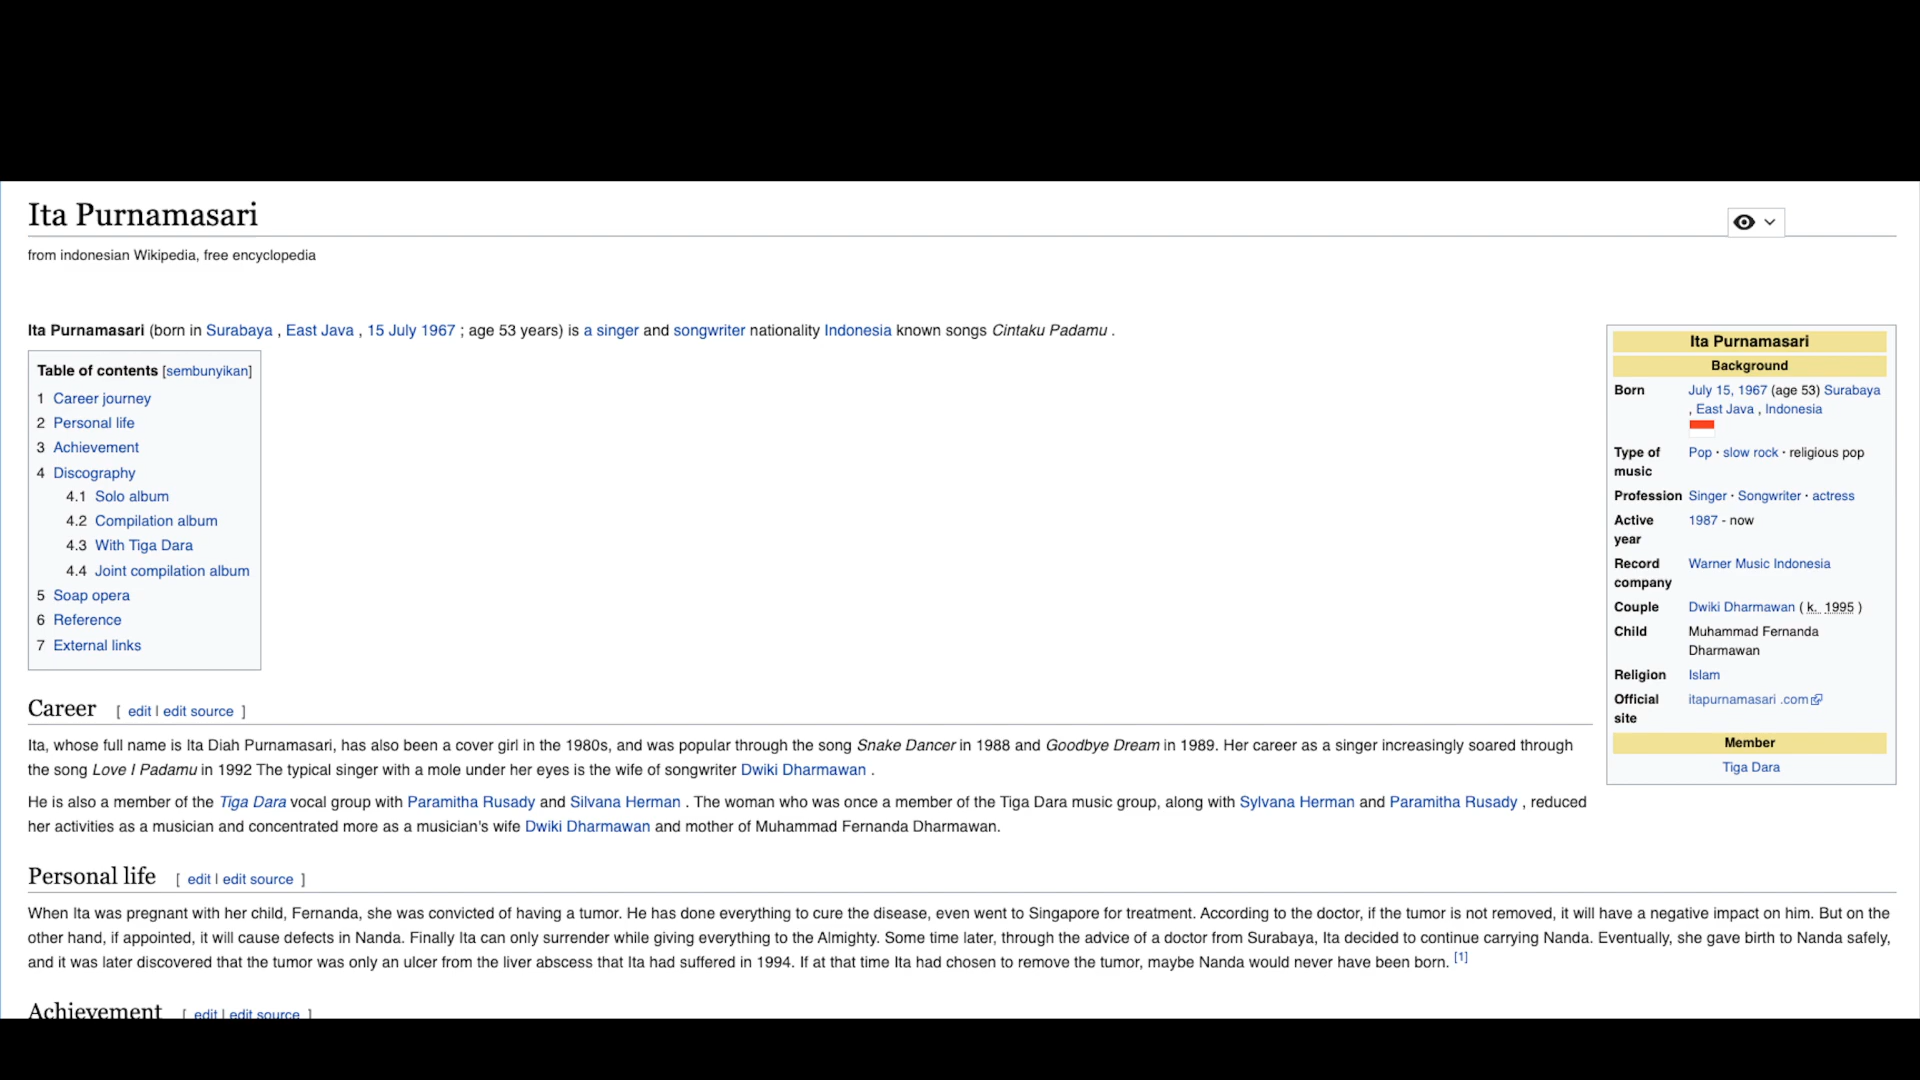 Ita Purnamasari
from indonesian Wikipedia, free encyclopedia
Ita Purnamasari (born in Surabaya , East Java , 15 July 1967 ; age 53 years) is a singer and songwriter nationality Indonesia known songs Cintaku Padamu .
Table of contents [sembunyikan]
1 Career journey
2 Personal life
3 Achievement
4 Discography
4.1 Solo album
4.2 Compilation album
4.3 With Tiga Dara
4.4 Joint compilation album
5 Soap opera
6 Reference
7 External links
Ita Purnamasari
Background
Born July 15, 1967 (age 53) Surabaya
, East Java , Indonesia
Type of music Pop · slow rock · religious pop
Profession Singer · Songwriter · actress
Active year 1987 - now
Record company Warner Music Indonesia
Couple Dwiki Dharmawan ( k. 1995 )
Child Muhammad Fernanda
Dharmawan
Religion Islam
Official site itapurnamasari .com
Member
Tiga Dara
Career [ edit | edit source ]
Ita, whose full name is Ita Diah Purnamasari, has also been a cover girl in the 1980s, and was popular through the song Snake Dancer in 1988 and Goodbye Dream in 1989. Her career as a singer increasingly soared through
the song Love I Padamu in 1992 The typical singer with a mole under her eyes is the wife of songwriter Dwiki Dharmawan .
He is also a member of the Tiga Dara vocal group with Paramitha Rusady and Silvana Herman . The woman who was once a member of the Tiga Dara music group, along with Sylvana Herman and Paramitha Rusady , reduced
her activities as a musician and concentrated more as a musician's wife Dwiki Dharmawan and mother of Muhammad Fernanda Dharmawan.
Personal life [ edit | edit source ]
When Ita was pregnant with her child, Fernanda, she was convicted of having a tumor. He has done everything to cure the disease, even went to Singapore for treatment. According to the doctor, if the tumor is not removed, it will have a negative impact on him. But on the
other hand, if appointed, it will cause defects in Nanda. Finally Ita can only surrender while giving everything to the Almighty. Some time later, through the advice of a doctor from Surabaya, Ita decided to continue carrying Nanda. Eventually, she gave birth to Nanda safely,
and it was later discovered that the tumor was only an ulcer from the liver abscess that Ita had suffered in 1994. If at that time Ita had chosen to remove the tumor, maybe Nanda would never have been born. [1]
Achievement [ edit | edit source ]